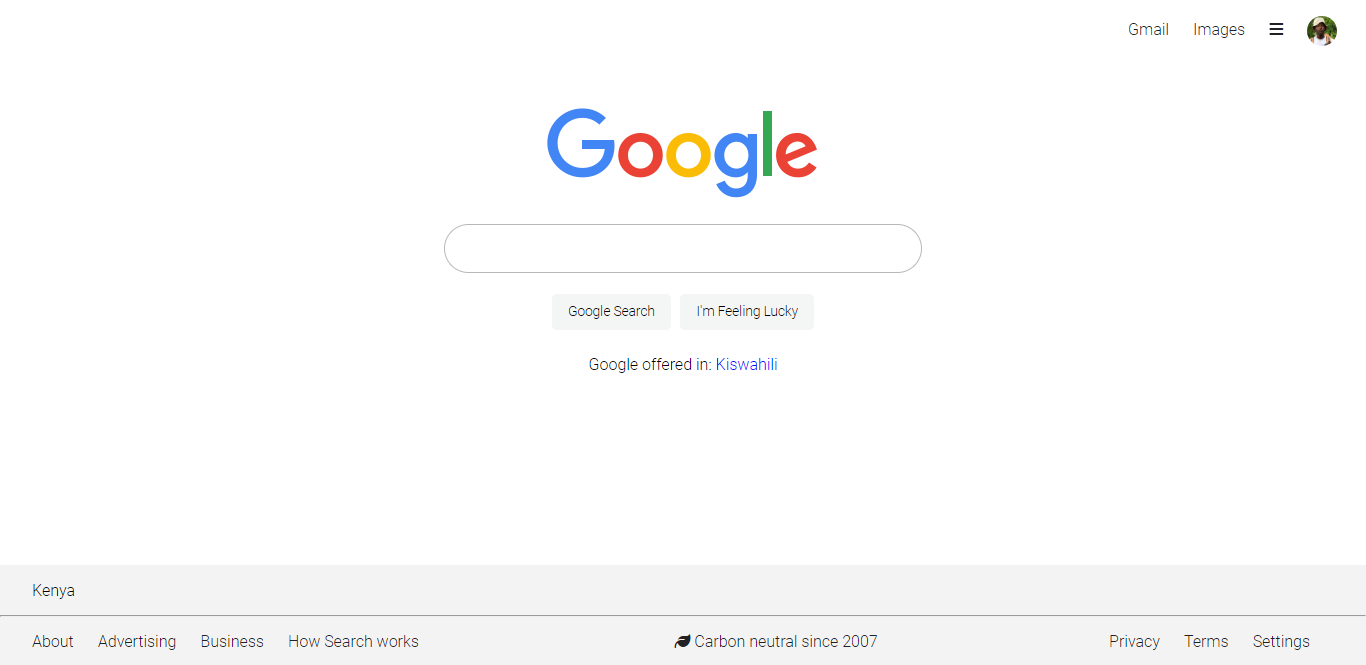 Gmail Images
Google
Google Search I'm Feeling Lucky
Google offered in: Kiswahili
Kenya
About Advertising Business How Search works Carbon neutral since 2007 Privacy Terms Settings